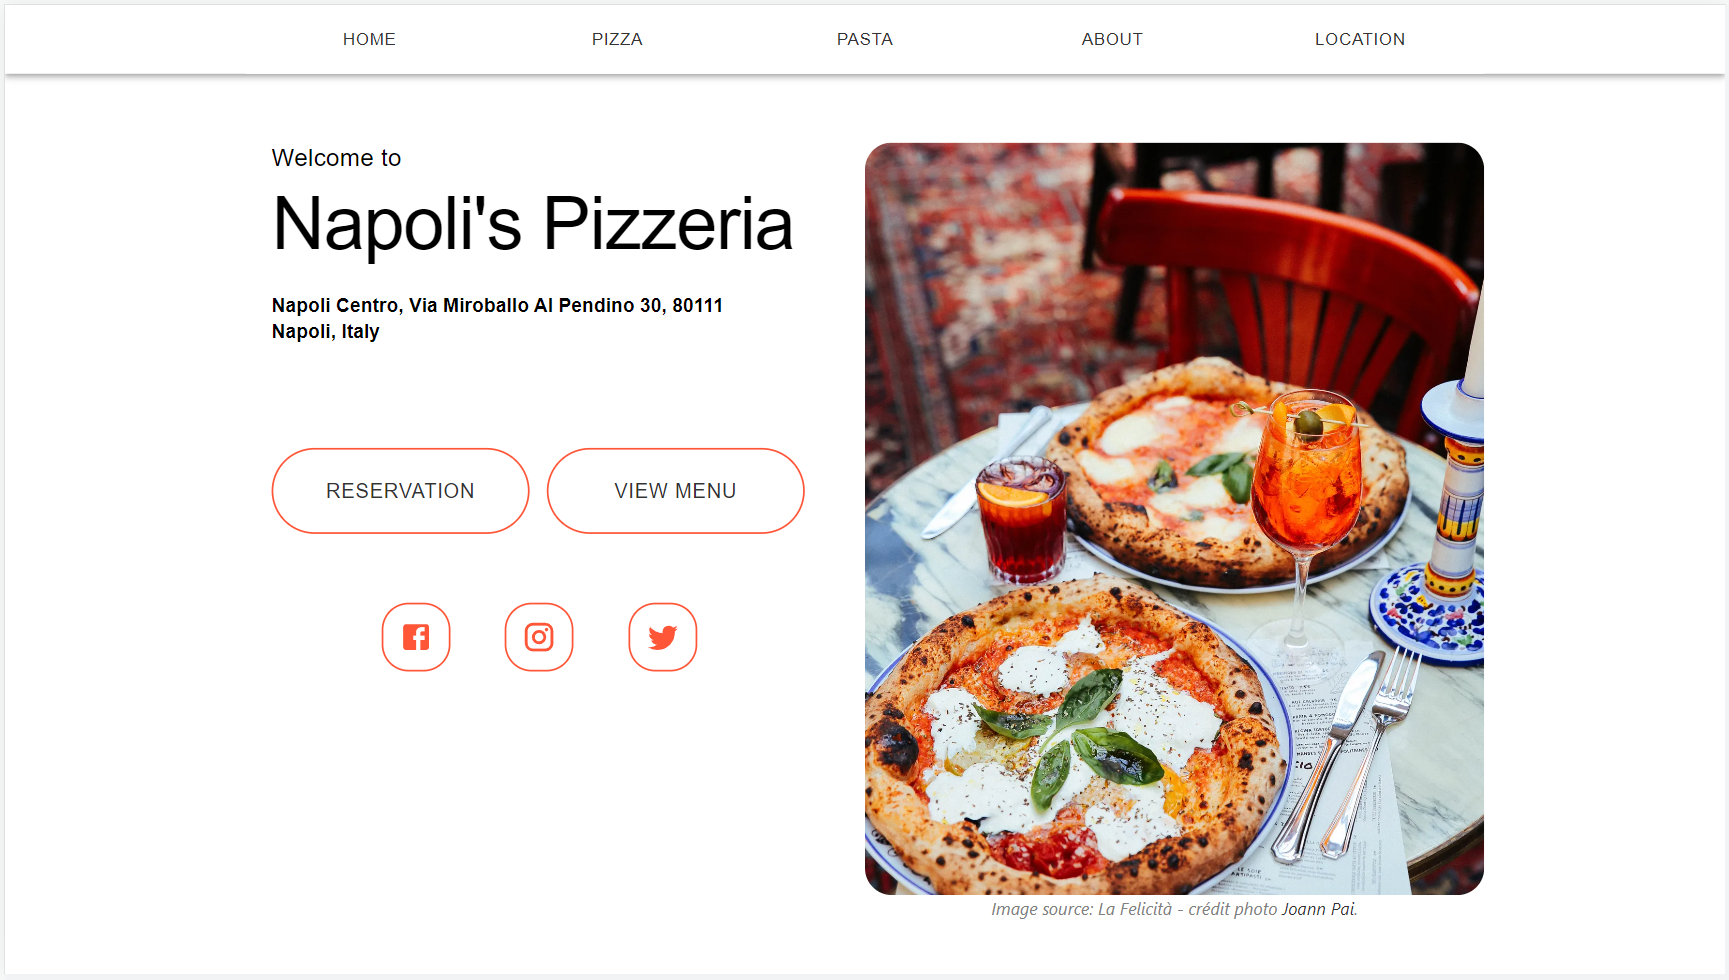 HOME PIZZA PASTA ABOUT LOCATION
Welcome to
Napoli's Pizzeria
Napoli Centro, Via Miroballo Al Pendino 30, 80111
Napoli, Italy
RESERVATION VIEW MENU
Image source: La Felicità - crédit photo Joann Pai.